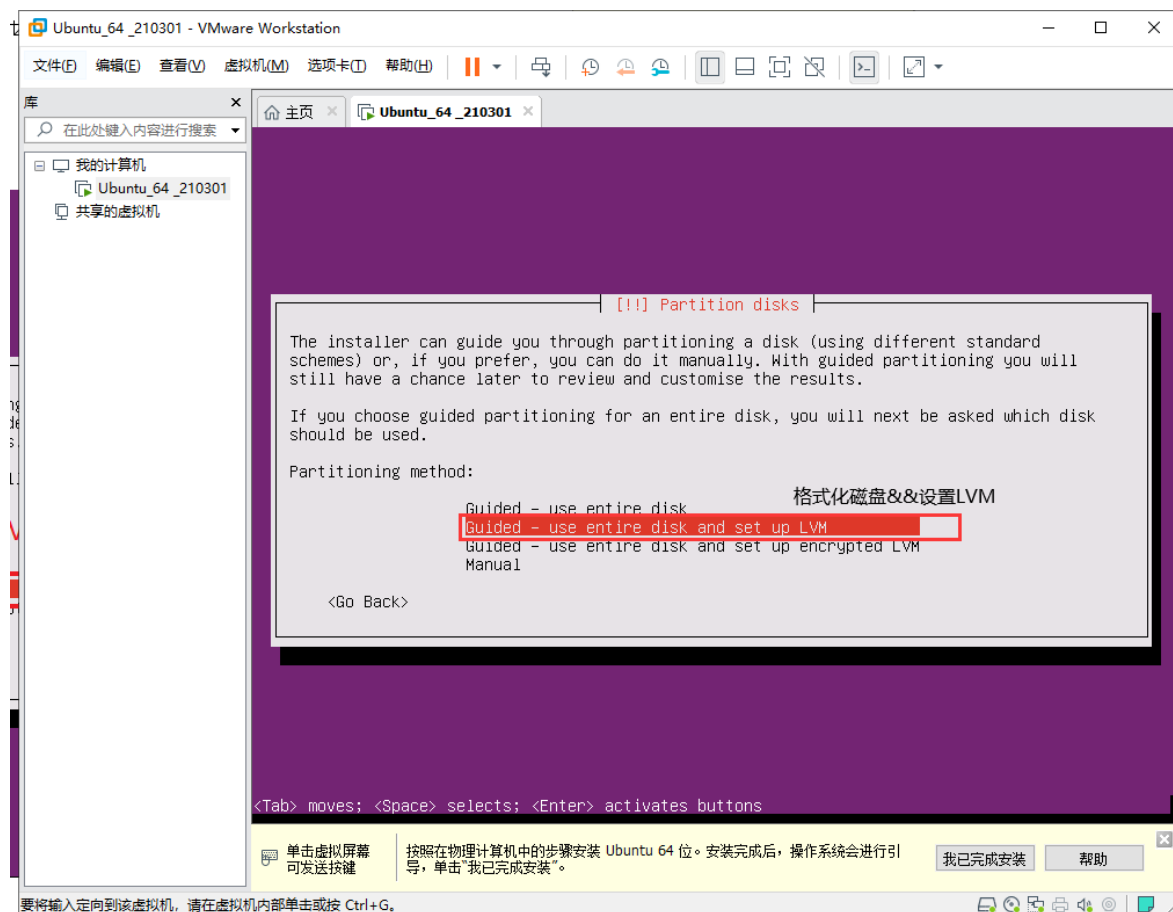 Ubuntu_64 _210301 - VMware Workstation
文件(F) 编辑(E) 查看(V) 虚拟机(M) 选项卡(T) 帮助(H)
库
主页
Ubuntu_64 _210301
在此处键入内容进行搜索
我的计算机
Ubuntu_64 _210301
共享的虚拟机
[!!] Partition disks
The installer can guide you through partitioning a disk (using different standard
schemes) or, if you prefer, you can do it manually. With guided partitioning you will
still have a chance later to review and customise the results.
If you choose guided partitioning for an entire disk, you will next be asked which disk
should be used.
Partitioning method:
格式化磁盘&&设置LVM
Guided - use entire disk
Guided - use entire disk and set up LVM
Guided - use entire disk and set up encrypted LVM
Manual
<Go Back>
<Tab> moves; <Space> selects; <Enter> activates buttons
单击虚拟屏幕
可发送按键
按照在物理计算机中的步骤安装 Ubuntu 64 位。安装完成后，操作系统会进行引
导，单击“我已完成安装”。
我已完成安装
帮助
要将输入定向到该虚拟机，请在虚拟机内部单击或按 Ctrl+G。